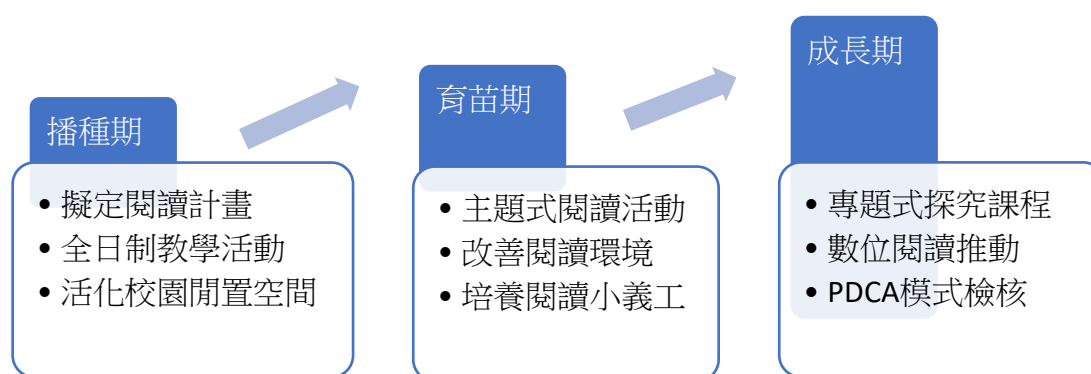 播種期
• 擬定閱讀計畫
• 全日制教學活動
• 活化校園閒置空間
育苗期
• 主題式閱讀活動
• 改善閱讀環境
• 培養閱讀小義工
成長期
• 專題式探究課程
• 數位閱讀推動
• PDCA模式檢核